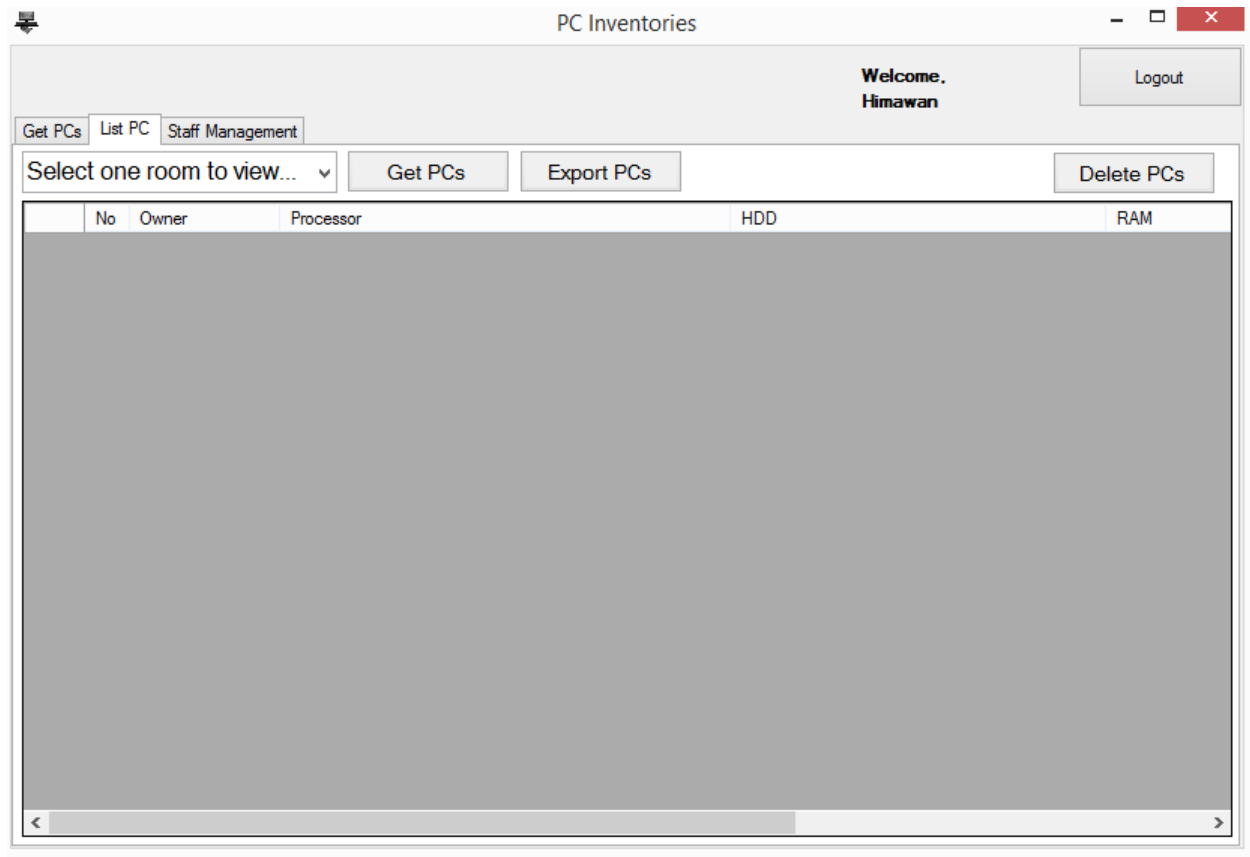 PC Inventories
Welcome,
Himawan
Logout
Get PCs List PC Staff Management
Select one room to view... Get PCs Export PCs Delete PCs
No Owner Processor HDD RAM